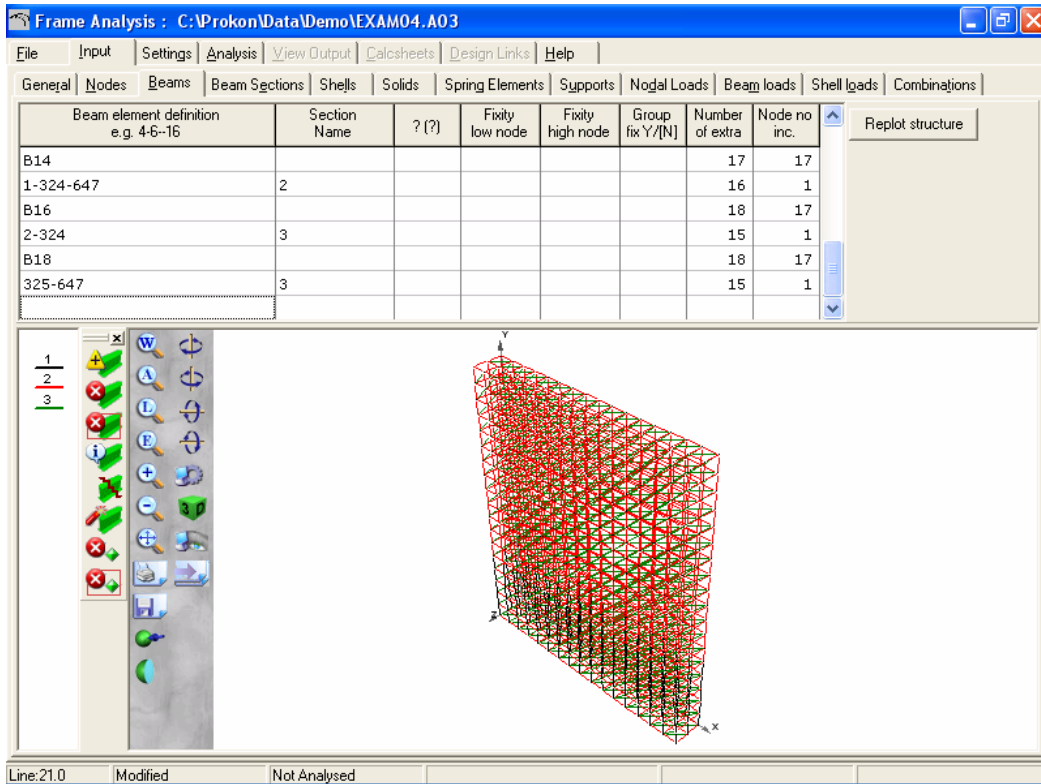 Frame Analysis : C:\Prokon\Data\Demo\EXAM04.A03
File Input Settings Analysis View Output Calcsheets Design Links Help
General Nodes Beams Beam Sections Shells Solids Spring Elements Supports Nodal Loads Beam loads Shell loads Combinations
Beam element definition e.g. 4-6--16 Section Name ? (?) Fixity low node Fixity high node Group fix Y/[N] Number of extra Node no inc. Replot structure
B14 17 17
1-324-647 2 16 1
B16 18 17
2-324 3 15 1
B18 18 17
325-647 3 15 1
1
2
3
W
A
L
E
3D
Y
Z
X
Line:21.0 Modified Not Analysed